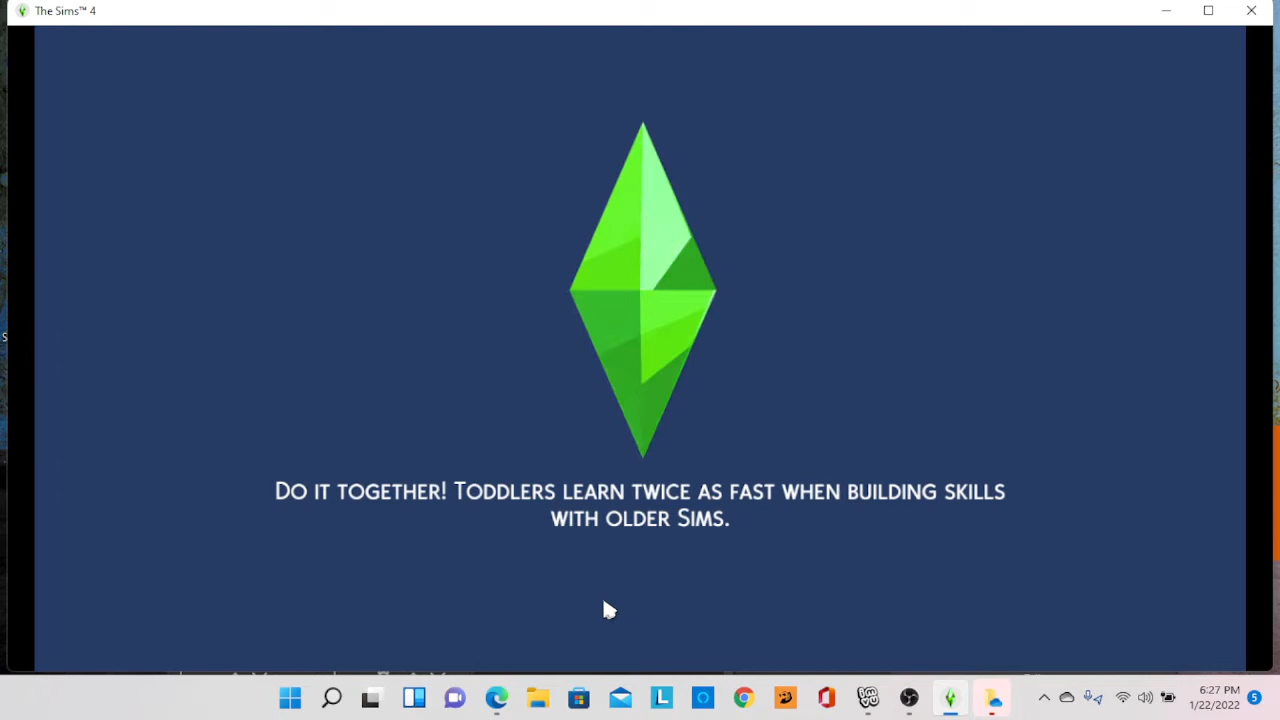 The Sims™ 4
DO IT TOGETHER! TODDLERS LEARN TWICE AS FAST WHEN BUILDING SKILLS
WITH OLDER SIMS.
6:27 PM
1/22/2022
5